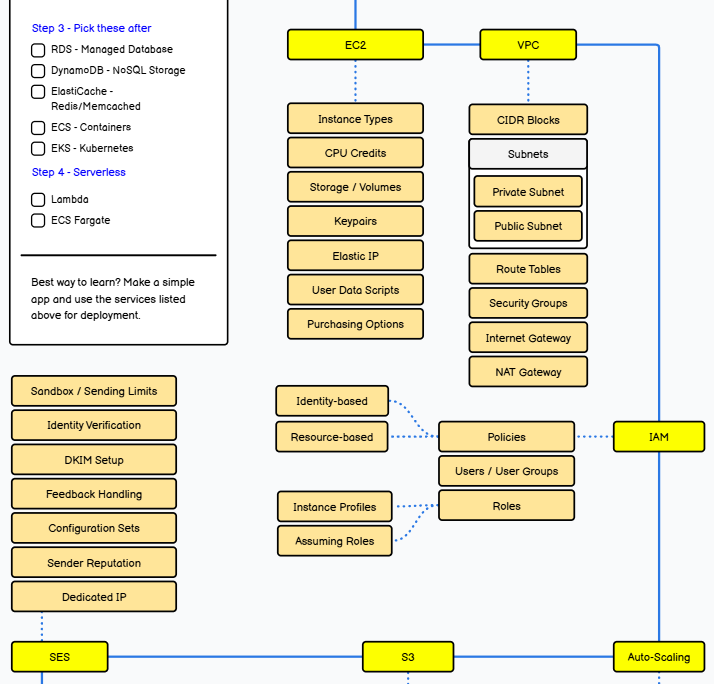 Step 3 - Pick these after
RDS - Managed Database
DynamoDB - NoSQL Storage
ElastiCache -
Redis/Memcached
ECS - Containers
EKS - Kubernetes
Step 4 - Serverless
Lambda
ECS Fargate
Best way to learn? Make a simple
app and use the services listed
above for deployment.
EC2
Instance Types
CPU Credits
Storage / Volumes
Keypairs
Elastic IP
User Data Scripts
Purchasing Options
VPC
CIDR Blocks
Subnets
Private Subnet
Public Subnet
Route Tables
Security Groups
Internet Gateway
NAT Gateway
IAM
Policies
Identity-based
Resource-based
Users / User Groups
Roles
Instance Profiles
Assuming Roles
Sandbox / Sending Limits
Identity Verification
DKIM Setup
Feedback Handling
Configuration Sets
Sender Reputation
Dedicated IP
SES
S3
Auto-Scaling